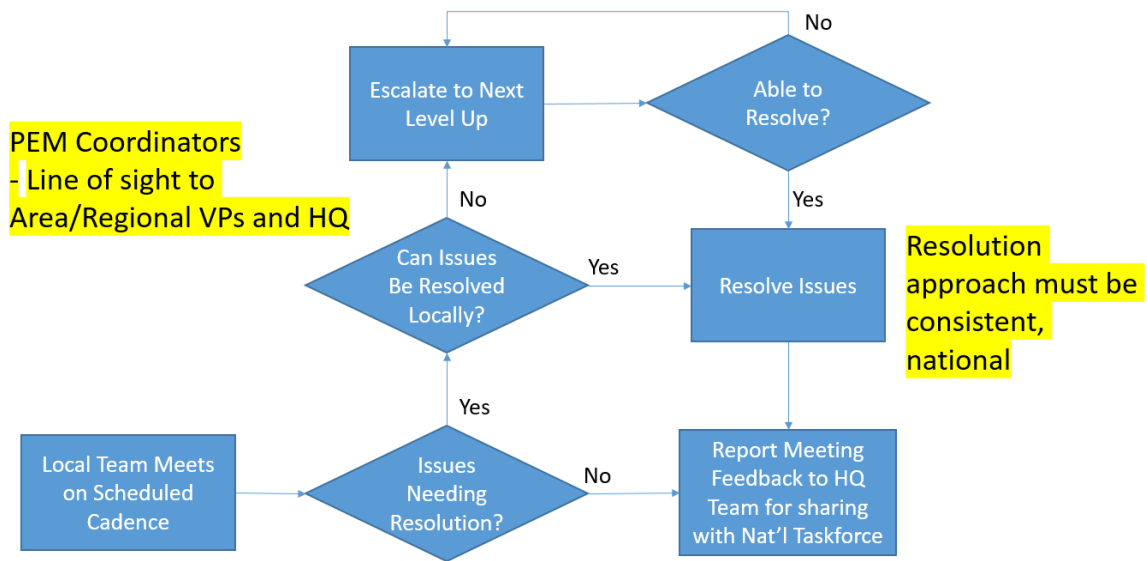 No
Escalate to Next
Level Up
Able to
Resolve?
PEM Coordinators
- Line of sight to
Area/Regional VPs and HQ
No
Yes
Can Issues
Be Resolved
Locally?
Yes
Resolve Issues
Resolution
approach must be
consistent,
national
Yes
Local Team Meets
on Scheduled
Cadence
Issues
Needing
Resolution?
No
Report Meeting
Feedback to HQ
Team for sharing
with Nat'l Taskforce